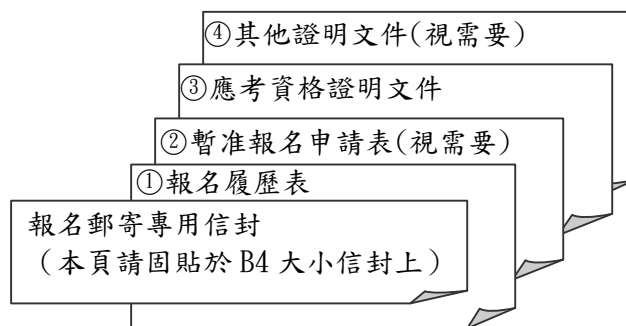 ④其他證明文件(視需要)
③應考資格證明文件
②暫准報名申請表(視需要)
①報名履歷表
報名郵寄專用信封
（本頁請固貼於 B4 大小信封上）